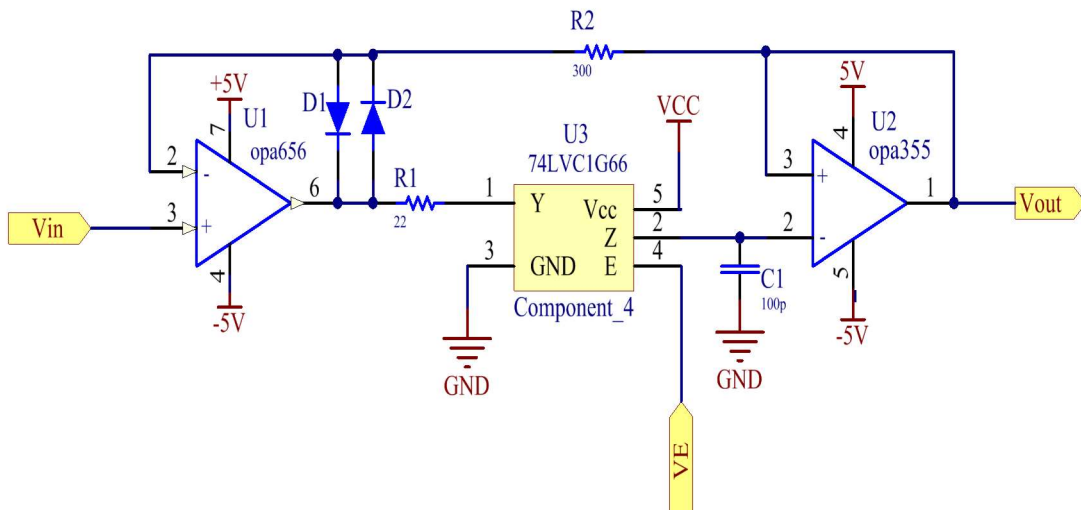 R2
300
+5V
U1
opa656
7
2
-
6
3
+
4
-5V
Vin
D1
D2
R1
22
VCC
U3
74LVC1G66
1
Y
Vcc
5
Z
2
3
GND
E
4
Component_4
GND
C1
100p
GND
VE
5V
4
U2
opa355
3
+
1
2
-
5
-5V
Vout